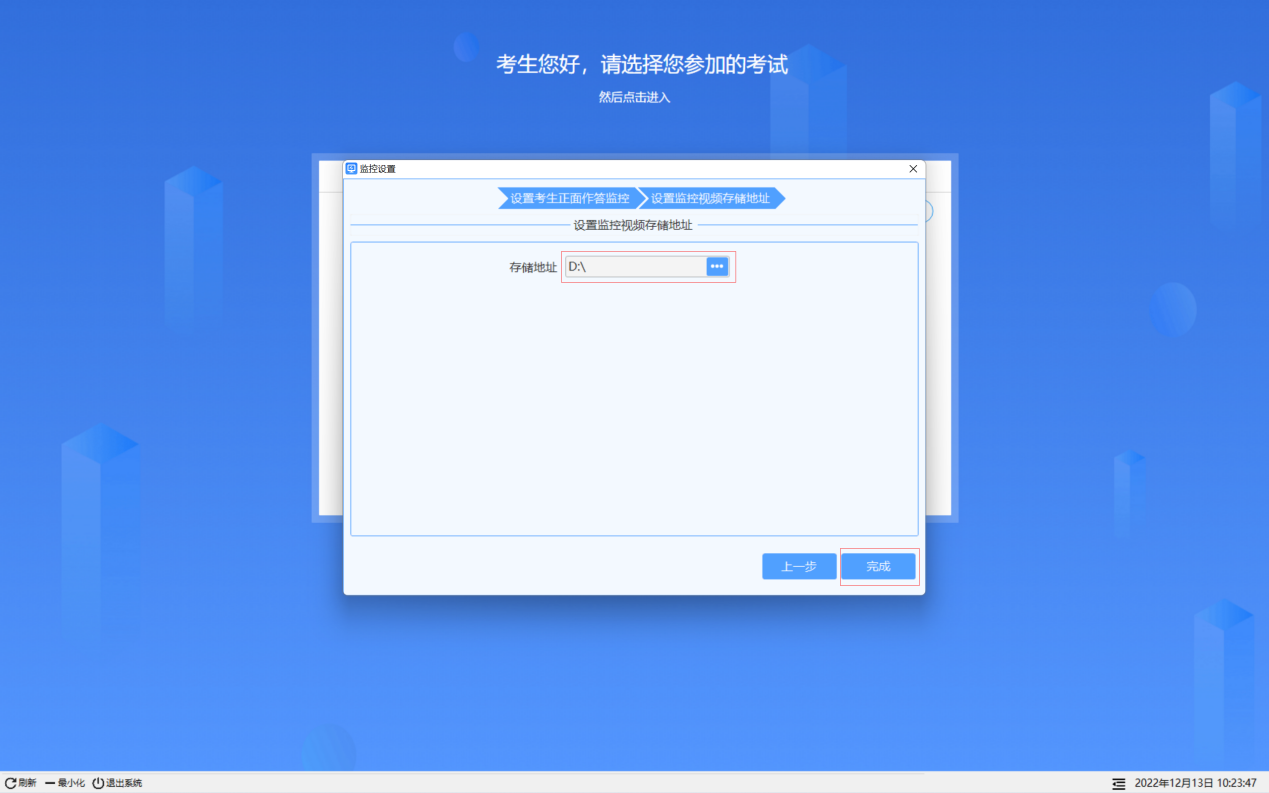 考生您好，请选择您参加的考试
然后点击进入
监控设置
设置考生正面作答监控 设置监控视频存储地址
设置监控视频存储地址
存储地址 D:\
上一步 完成
刷新 最小化 退出系统 2022年12月13日 10:23:47